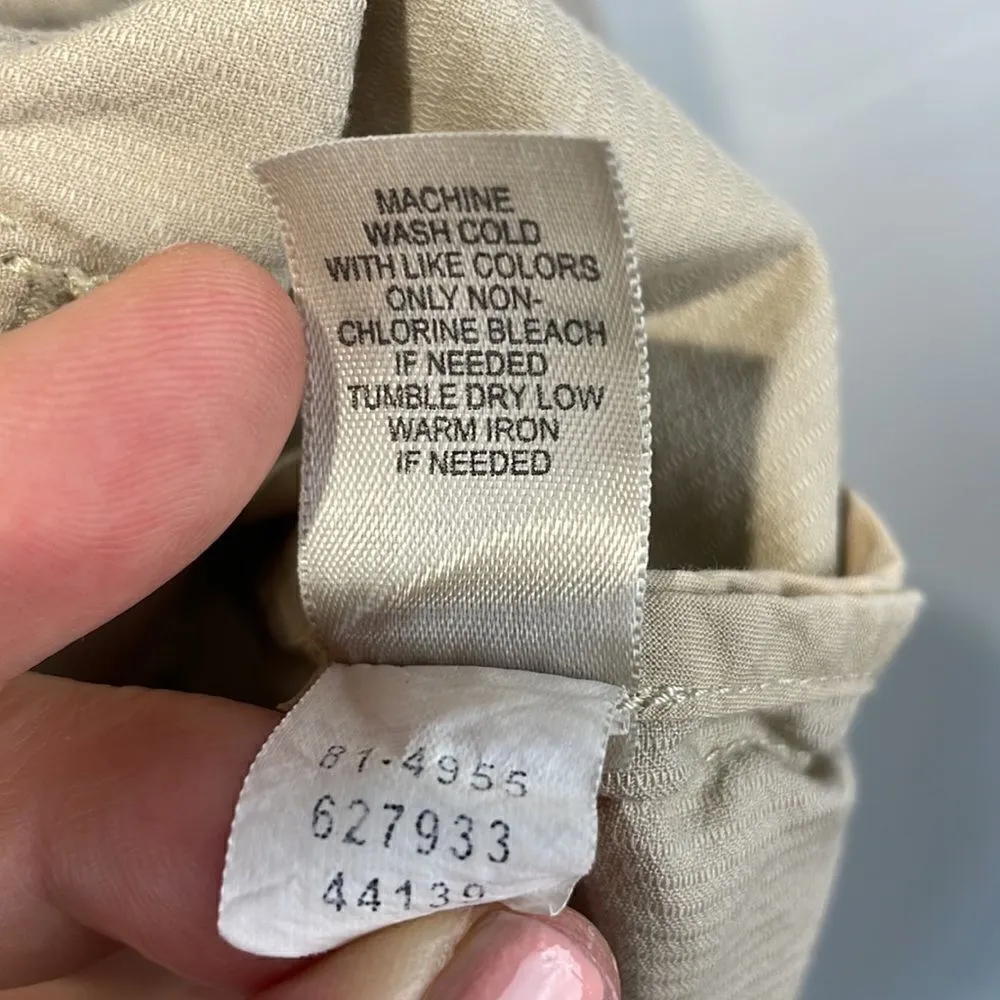 MACHINE
WASH COLD
WITH LIKE COLORS
ONLY NON-
CHLORINE BLEACH
IF NEEDED
TUMBLE DRY LOW
WARM IRON
IF NEEDED
81-4955
627933
44139